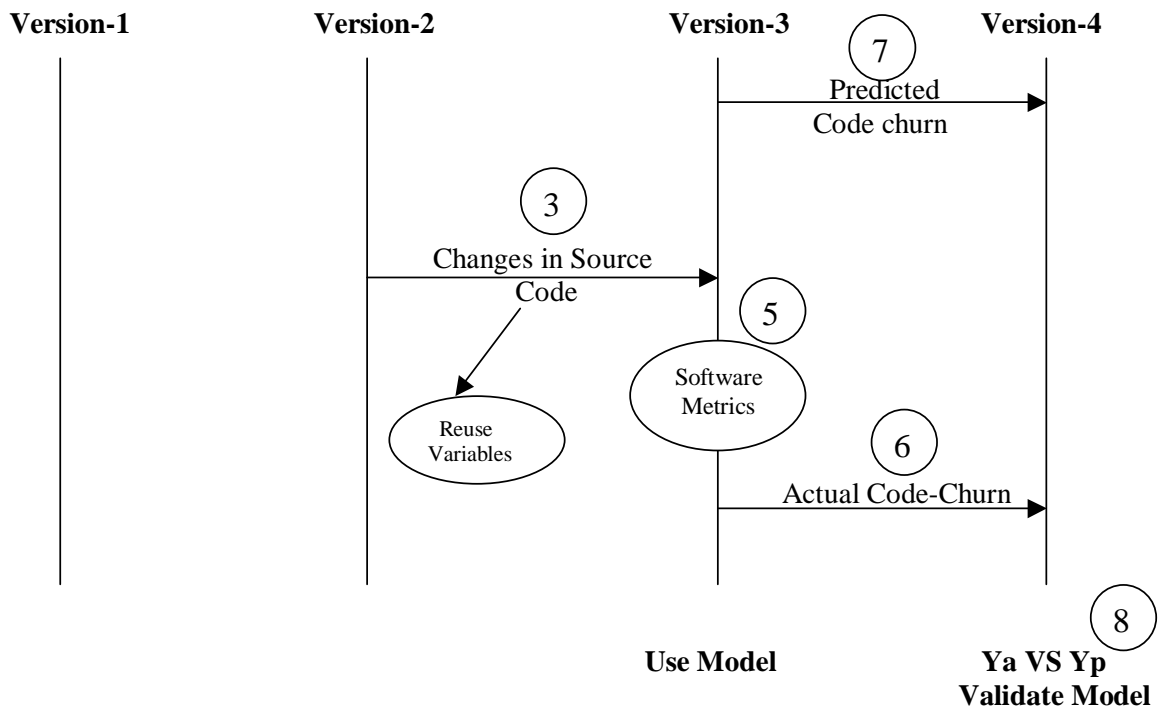 Version-1
Version-2
Version-3
Version-4
7
Predicted
Code churn
3
Changes in Source
Code
5
Software
Metrics
Reuse
Variables
6
Actual Code-Churn
8
Use Model
Ya VS Yp
Validate Model